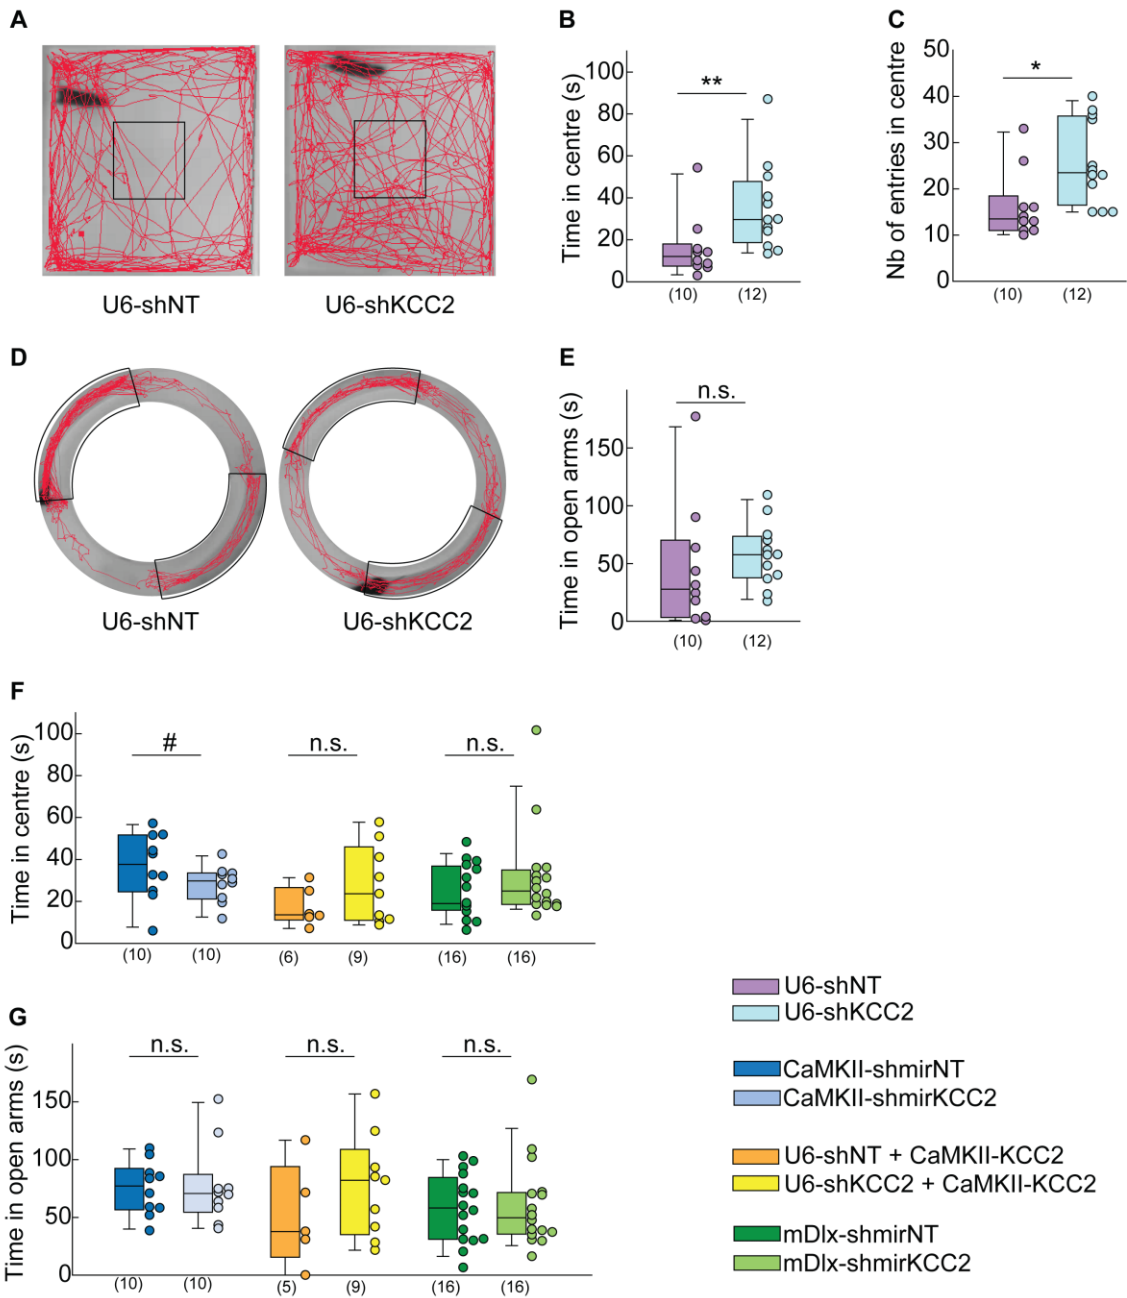 A
U6-shNT
U6-shKCC2
B
Time in centre (s)
100
80
60
40
20
0
**
(10)
(12)
C
Nb of entries in centre
50
40
30
20
10
0
*
(10)
(12)
D
U6-shNT
U6-shKCC2
E
Time in open arms (s)
150
100
50
0
n.s.
(10)
(12)
F
Time in centre (s)
100
80
60
40
20
0
#
n.s.
n.s.
(10)
(10)
(6)
(9)
(16)
(16)
G
Time in open arms (s)
150
100
50
0
n.s.
n.s.
n.s.
(10)
(10)
(5)
(9)
(16)
(16)
U6-shNT
U6-shKCC2
CaMKII-shmirNT
CaMKII-shmirKCC2
U6-shNT + CaMKII-KCC2
U6-shKCC2 + CaMKII-KCC2
mDlx-shmirNT
mDlx-shmirKCC2